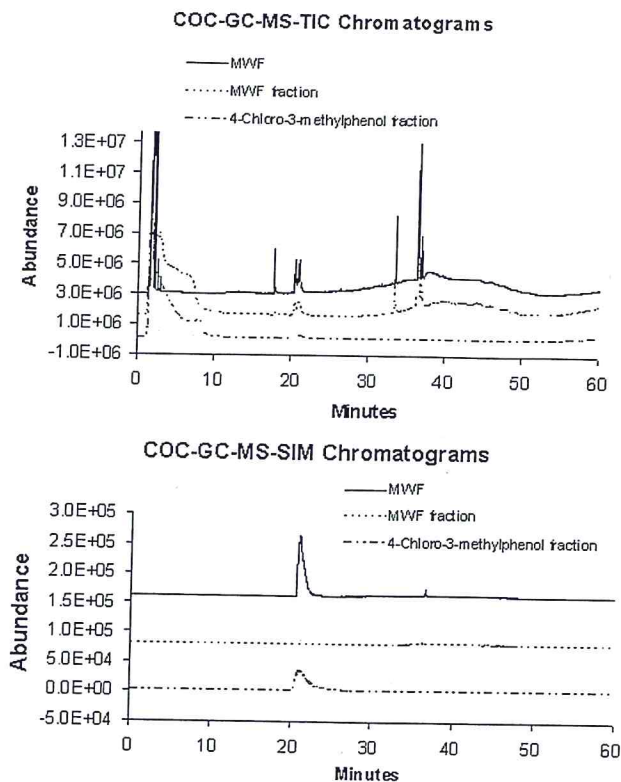 COC-GC-MS-TIC Chromatograms
MWF
MWF fraction
4-Chloro-3-methylphenol fraction
Abundance
1.3E+07
1.1E+07
9.0E+06
7.0E+06
5.0E+06
3.0E+06
1.0E+06
-1.0E+06
0 10 20 30 40 50 60
Minutes
COC-GC-MS-SIM Chromatograms
MWF
MWF fraction
4-Chloro-3-methylphenol fraction
Abundance
3.0E+05
2.5E+05
2.0E+05
1.5E+05
1.0E+05
5.0E+04
0.0E+00
-5.0E+04
0 10 20 30 40 50 60
Minutes